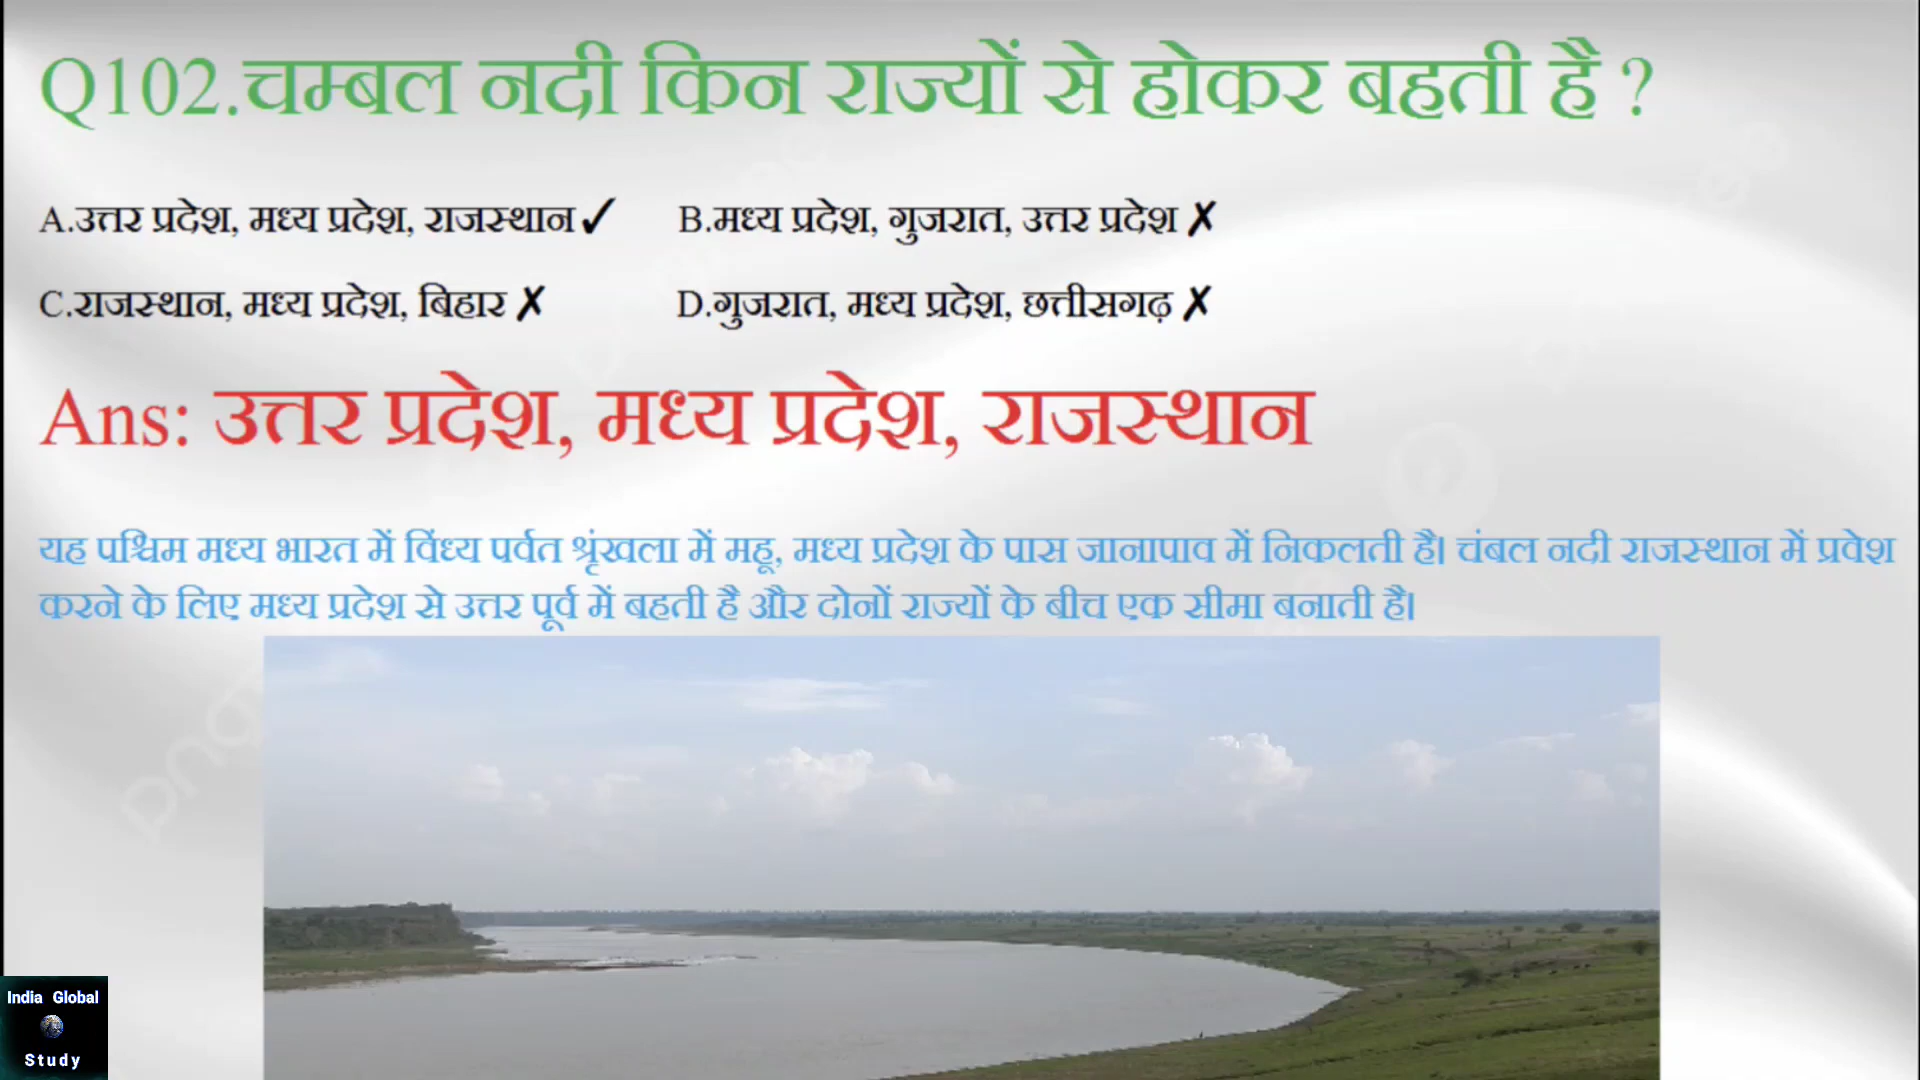 Q102.चम्बल नदी किन राज्यों से होकर बहती है ?
A.उत्तर प्रदेश, मध्य प्रदेश, राजस्थान✓ B.मध्य प्रदेश, गुजरात, उत्तर प्रदेश ✗
C.राजस्थान, मध्य प्रदेश, बिहार ✗ D.गुजरात, मध्य प्रदेश, छत्तीसगढ़ ✗
Ans: उत्तर प्रदेश, मध्य प्रदेश, राजस्थान
यह पश्चिम मध्य भारत में विंध्य पर्वत श्रृंखला में महू, मध्य प्रदेश के पास जानापाव में निकलती है। चंबल नदी राजस्थान में प्रवेश
करने के लिए मध्य प्रदेश से उत्तर पूर्व में बहती है और दोनों राज्यों के बीच एक सीमा बनाती है।
India Global
Study